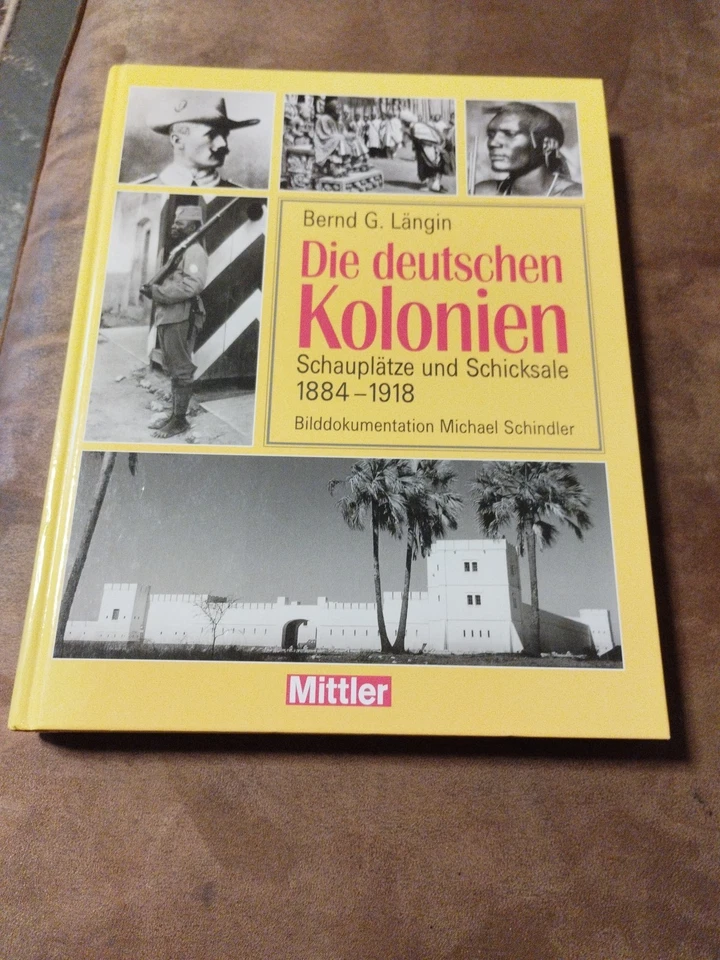 Bernd G. Längin
Die deutschen
Kolonien
Schauplätze und Schicksale
1884–1918
Bilddokumentation Michael Schindler
Mittler